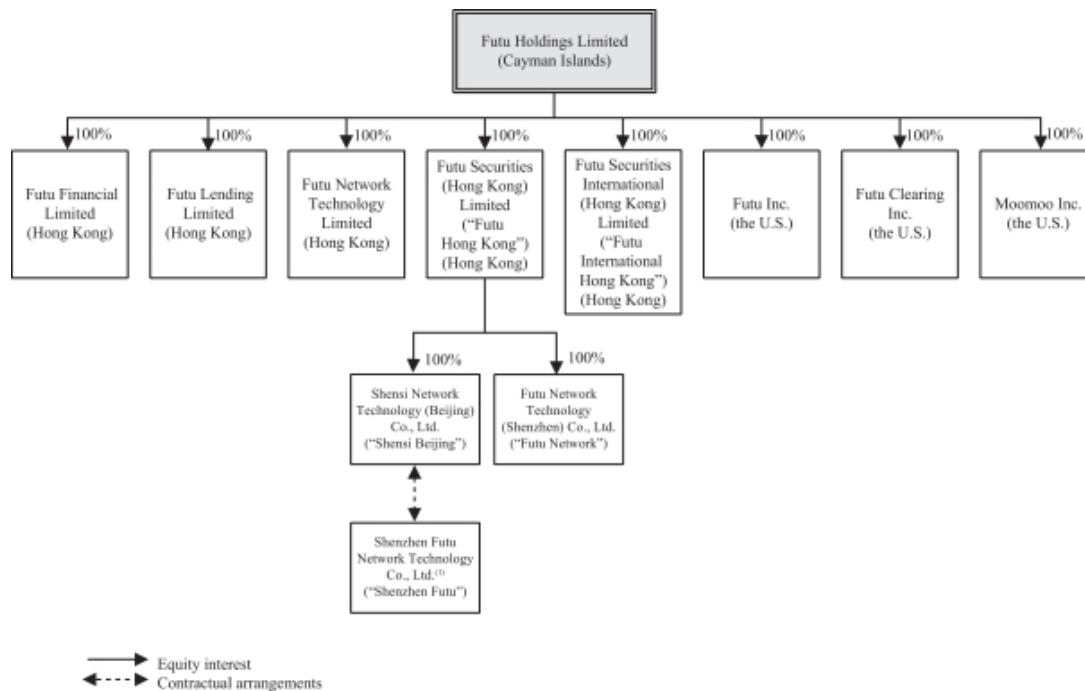 Futu Holdings Limited
(Cayman Islands)
100%
100%
100%
100%
100%
100%
100%
100%
Futu Financial
Limited
(Hong Kong)
Futu Lending
Limited
(Hong Kong)
Futu Network
Technology
Limited
(Hong Kong)
Futu Securities
(Hong Kong)
Limited
(“Futu
Hong Kong”)
(Hong Kong)
Futu Securities
International
(Hong Kong)
Limited
(“Futu
International
Hong Kong”)
(Hong Kong)
Futu Inc.
(the U.S.)
Futu Clearing
Inc.
(the U.S.)
Moomoo Inc.
(the U.S.)
100%
100%
Shensi Network
Technology (Beijing)
Co., Ltd.
(“Shensi Beijing”)
Futu Network
Technology
(Shenzhen) Co., Ltd.
(“Futu Network”)
Shenzhen Futu
Network Technology
Co., Ltd.(1)
(“Shenzhen Futu”)
Equity interest
Contractual arrangements